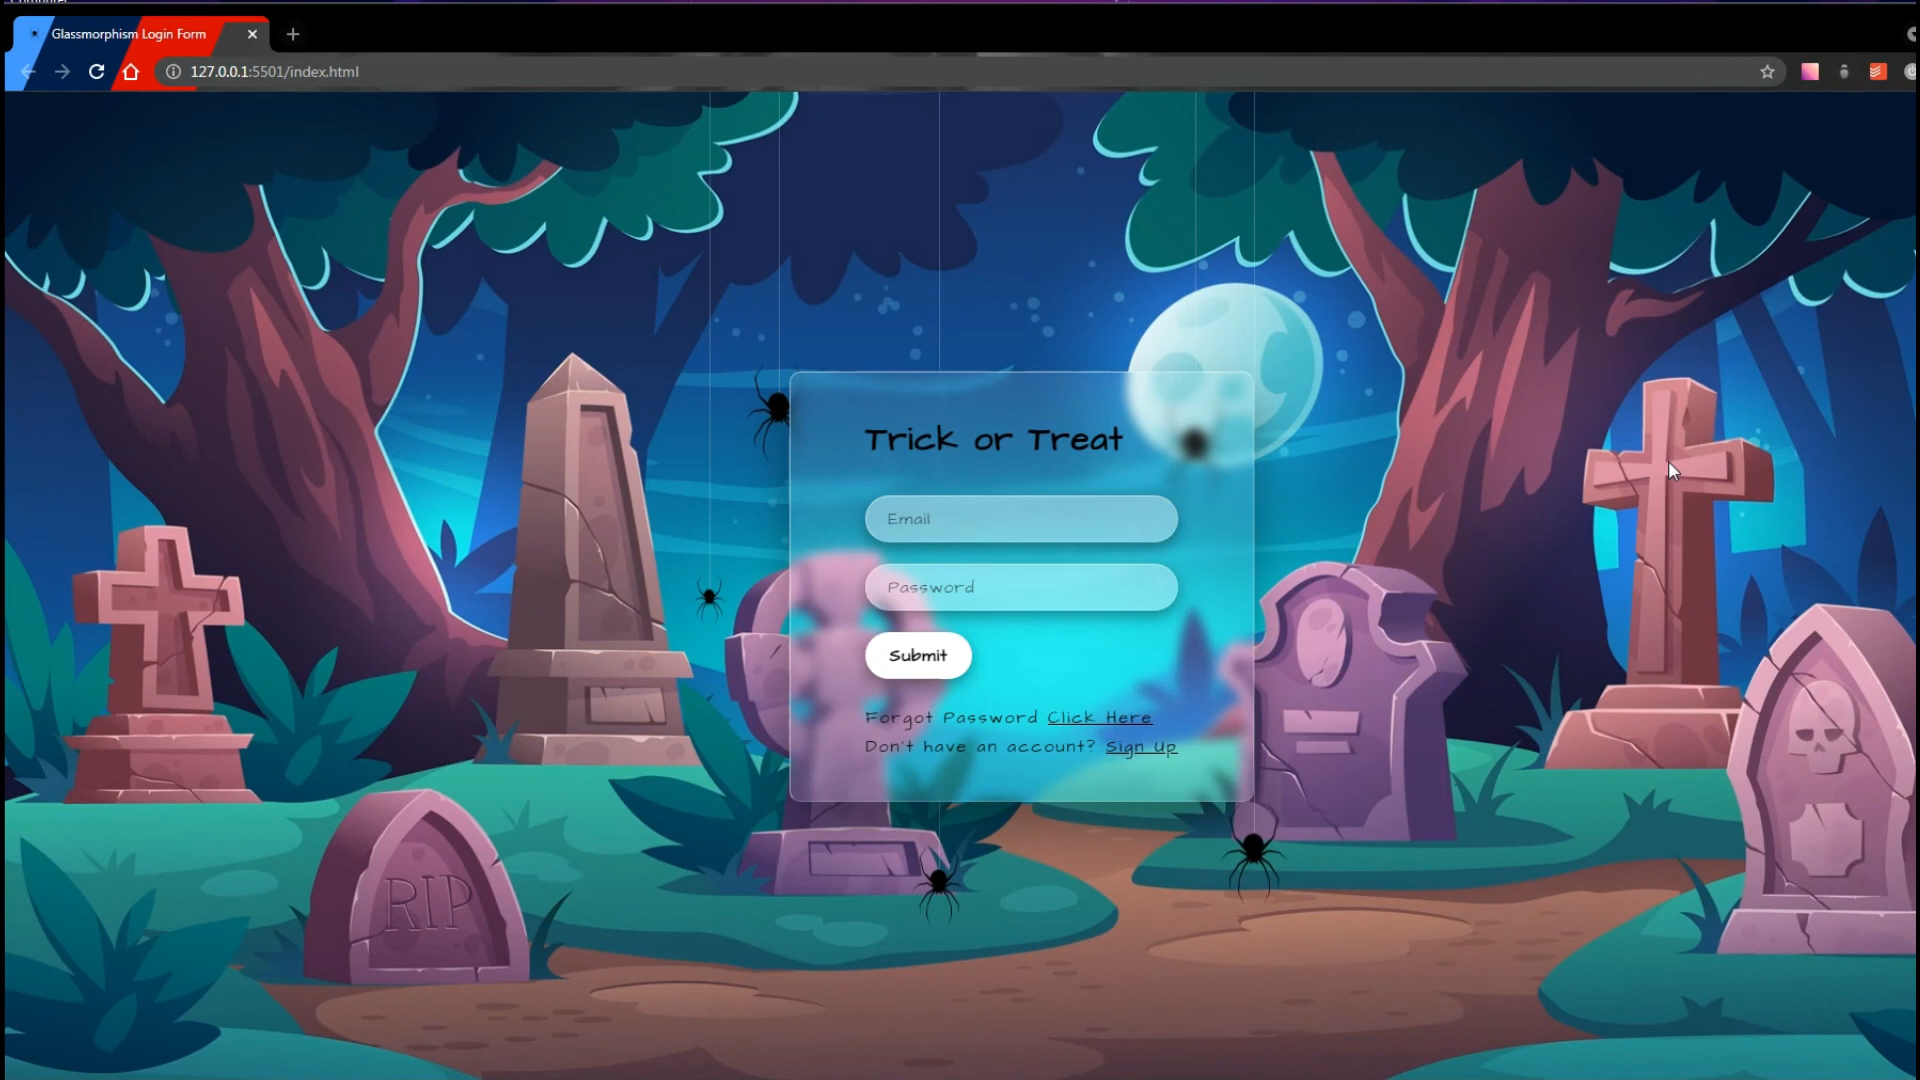 Glassmorphism Login Form
127.0.0.1:5501/index.html
Trick or Treat
Email
Password
Submit
Forgot Password Click Here
Don't have an account? Sign Up
RIP